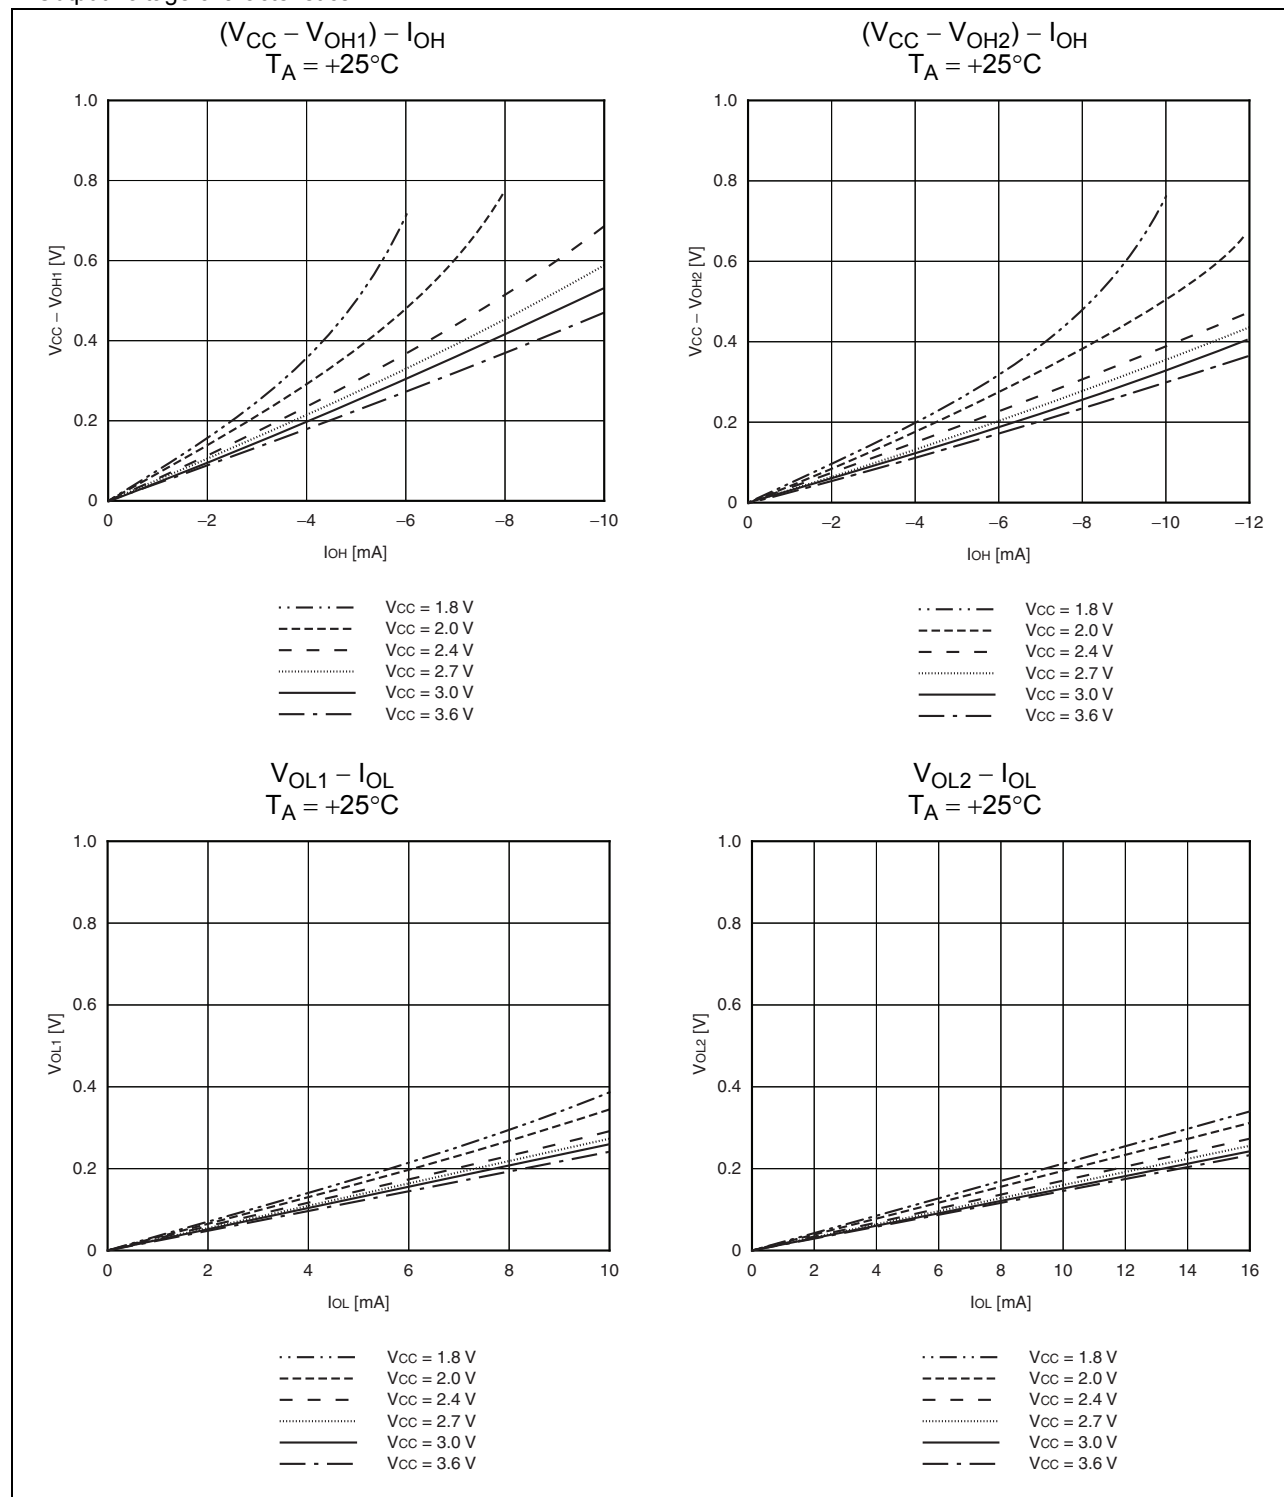 (VCC – VOH1) – IOH
TA = +25°C
1.0
0.8
0.6
0.4
0.2
0
VCC – VOH1 [V]
0 –2 –4 –6 –8 –10
IOH [mA]
VCC = 1.8 V
VCC = 2.0 V
VCC = 2.4 V
VCC = 2.7 V
VCC = 3.0 V
VCC = 3.6 V
(VCC – VOH2) – IOH
TA = +25°C
1.0
0.8
0.6
0.4
0.2
0
VCC – VOH2 [V]
0 –2 –4 –6 –8 –10 –12
IOH [mA]
VCC = 1.8 V
VCC = 2.0 V
VCC = 2.4 V
VCC = 2.7 V
VCC = 3.0 V
VCC = 3.6 V
VOL1 – IOL
TA = +25°C
1.0
0.8
0.6
0.4
0.2
0
VOL1 [V]
0 2 4 6 8 10
IOL [mA]
VCC = 1.8 V
VCC = 2.0 V
VCC = 2.4 V
VCC = 2.7 V
VCC = 3.0 V
VCC = 3.6 V
VOL2 – IOL
TA = +25°C
1.0
0.8
0.6
0.4
0.2
0
VOL2 [V]
0 2 4 6 8 10 12 14 16
IOL [mA]
VCC = 1.8 V
VCC = 2.0 V
VCC = 2.4 V
VCC = 2.7 V
VCC = 3.0 V
VCC = 3.6 V